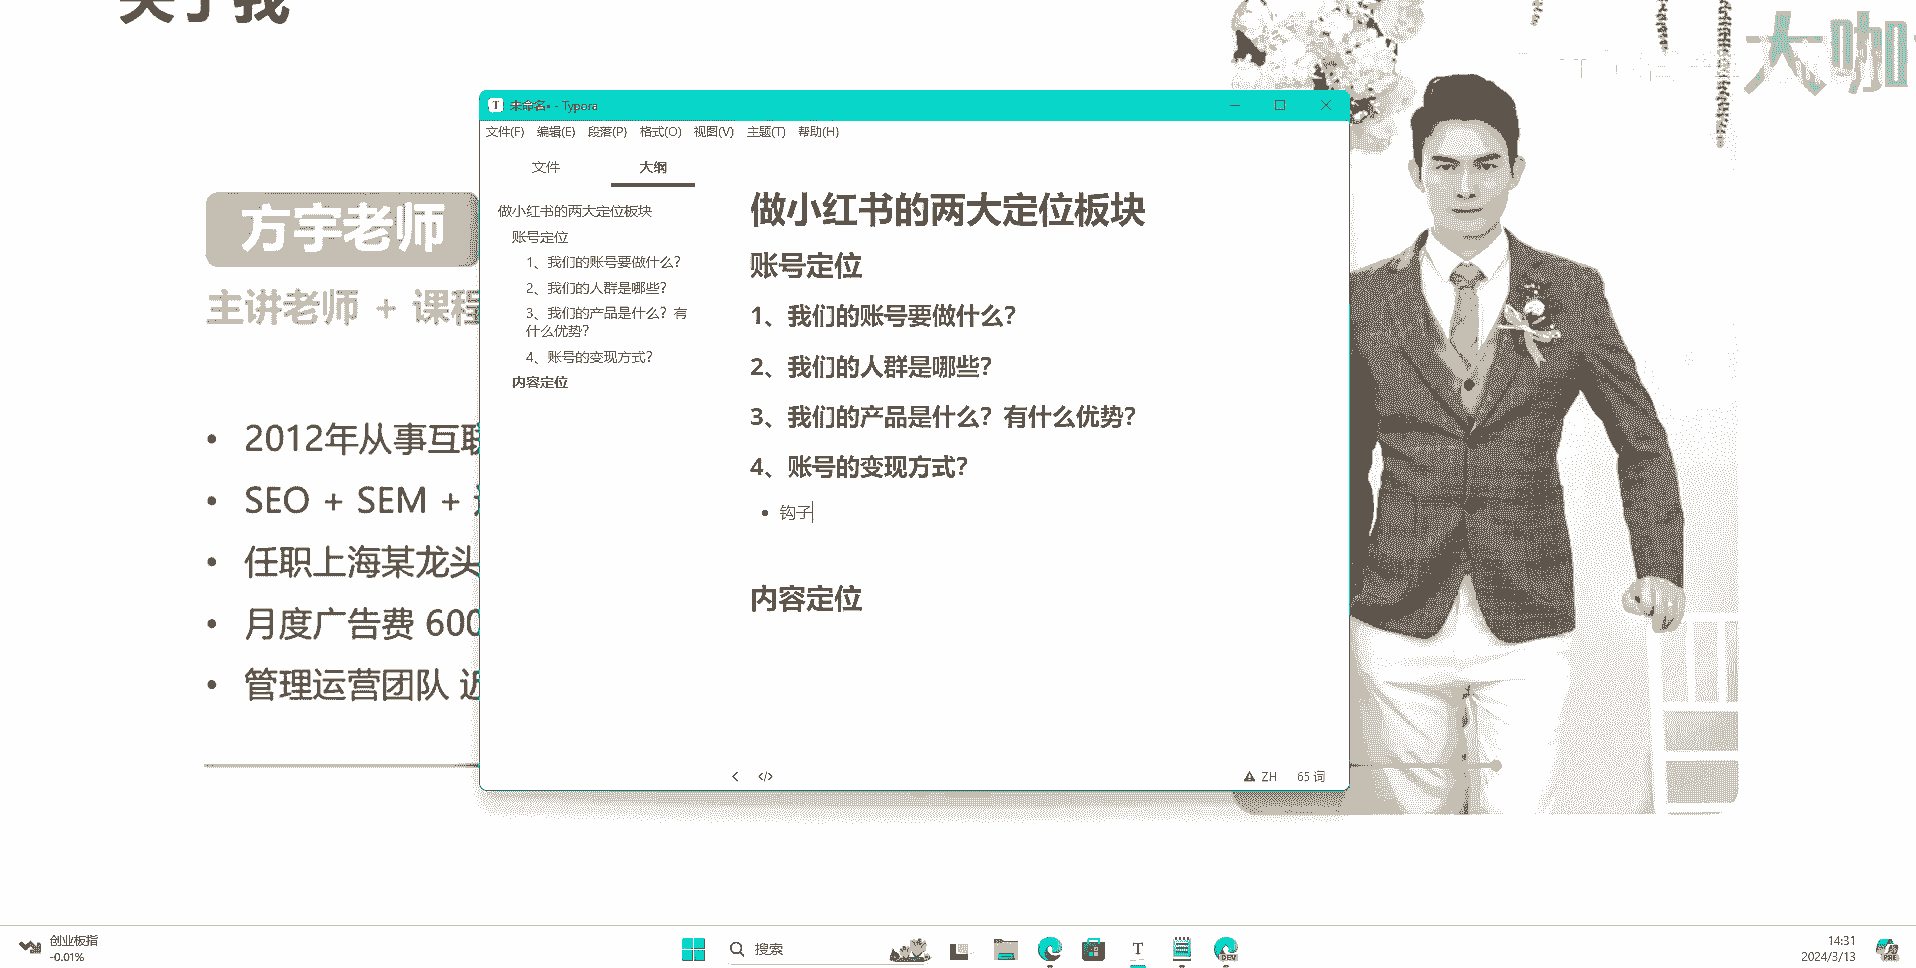 关于我
大咖
方宇老师
主讲老师 + 课程
• 2012年从事互联
• SEO + SEM +
• 任职上海某龙头
• 月度广告费 600
• 管理运营团队 近
未命名• - Typora
文件(F) 编辑(E) 段落(P) 格式(O) 视图(V) 主题(T) 帮助(H)
文件 大纲
做小红书的两大定位板块
账号定位
1、我们的账号要做什么？
2、我们的人群是哪些？
3、我们的产品是什么？有
什么优势？
4、账号的变现方式？
内容定位
做小红书的两大定位板块
账号定位
1、我们的账号要做什么？
2、我们的人群是哪些？
3、我们的产品是什么？有什么优势？
4、账号的变现方式？
• 钩子
内容定位
ZH 65 词
创业板指
-0.01%
搜索
T
DEV
14:31
2024/3/13
PRE